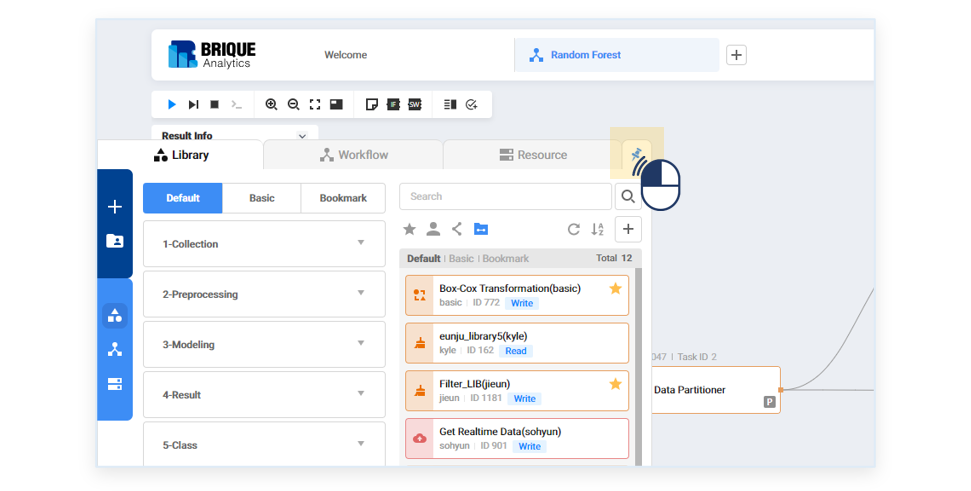 BRIQUE
Analytics
Welcome
Random Forest
IF
SW
Result Info
Library
Workflow
Resource
Default
Basic
Bookmark
Search
1-Collection
2-Preprocessing
3-Modeling
4-Result
5-Class
Default | Basic | Bookmark
Total 12
Box-Cox Transformation(basic)
basic | ID 772 Write
eunju_library5(kyle)
kyle | ID 162 Read
Filter_LIB(jieun)
jieun | ID 1181 Write
Get Realtime Data(sohyun)
sohyun | ID 901 Write
047 | Task ID 2
Data Partitioner
P